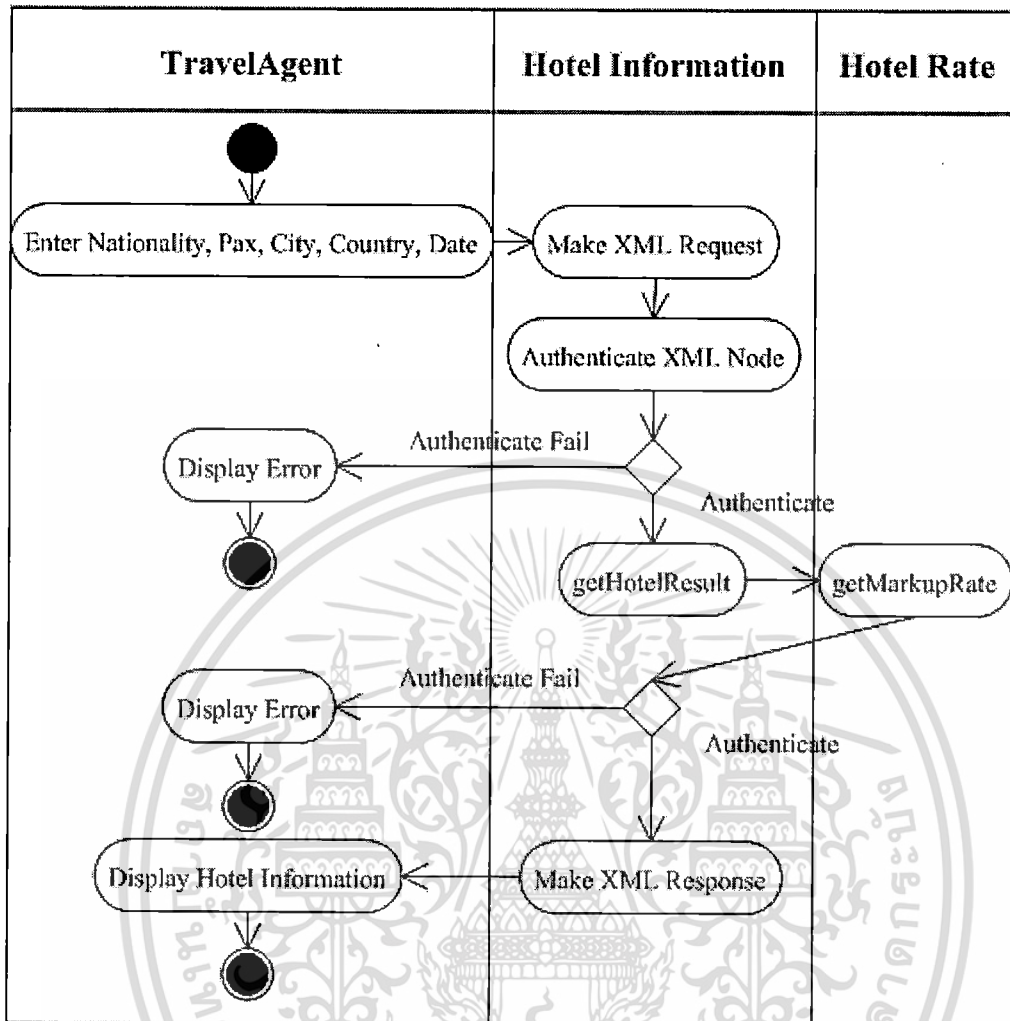 TravelAgent
Hotel Information
Hotel Rate
Enter Nationality, Pax, City, Country, Date
Make XML Request
Authenticate XML Node
Authenticate Fail
Display Error
Authenticate
getHotelResult
getMarkupRate
Authenticate Fail
Display Error
Authenticate
Display Hotel Information
Make XML Response